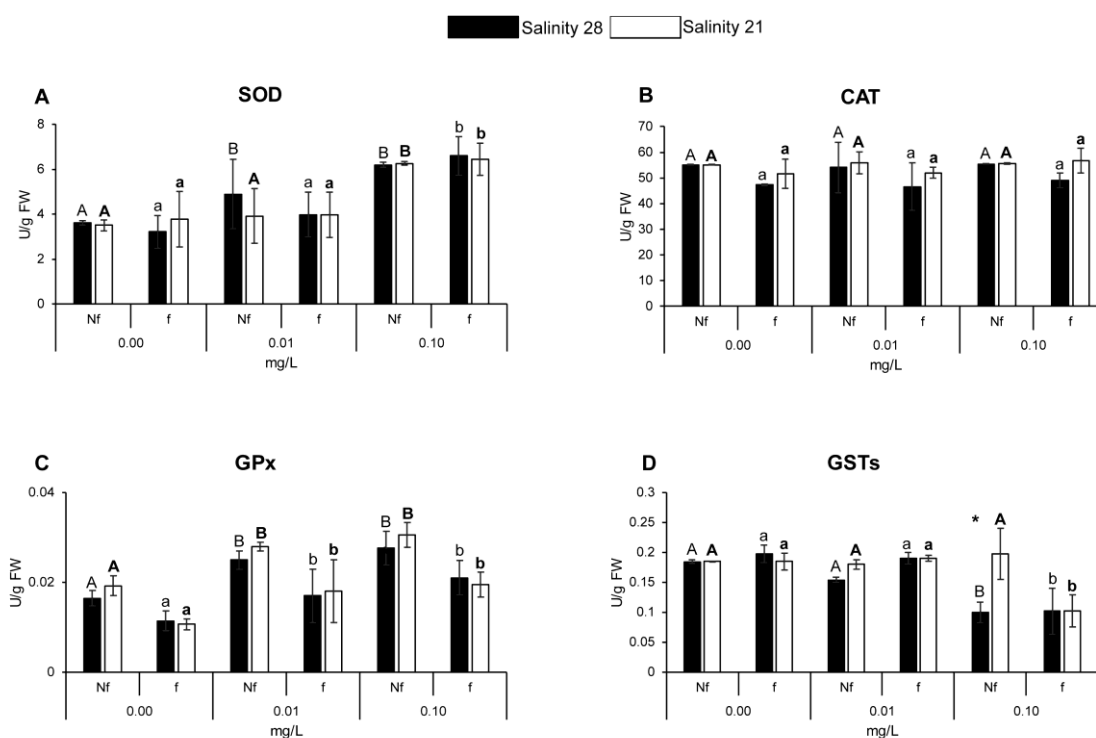 Salinity 28 Salinity 21
A SOD
8
6
4
2
0
U/g FW
A A a a B A a a B B b b
Nf f Nf f Nf f
0.00 0.01 0.10
mg/L
B CAT
70
60
50
40
30
20
10
0
U/g FW
A A a a A A a a A A a a
Nf f Nf f Nf f
0.00 0.01 0.10
mg/L
C GPx
0.04
0.02
0
U/g FW
A A a a B B b b B B b b
Nf f Nf f Nf f
0.00 0.01 0.10
mg/L
D GSTs
0.3
0.25
0.2
0.15
0.1
0.05
0
U/g FW
A A a a A A a a * B A b b
Nf f Nf f Nf f
0.00 0.01 0.10
mg/L